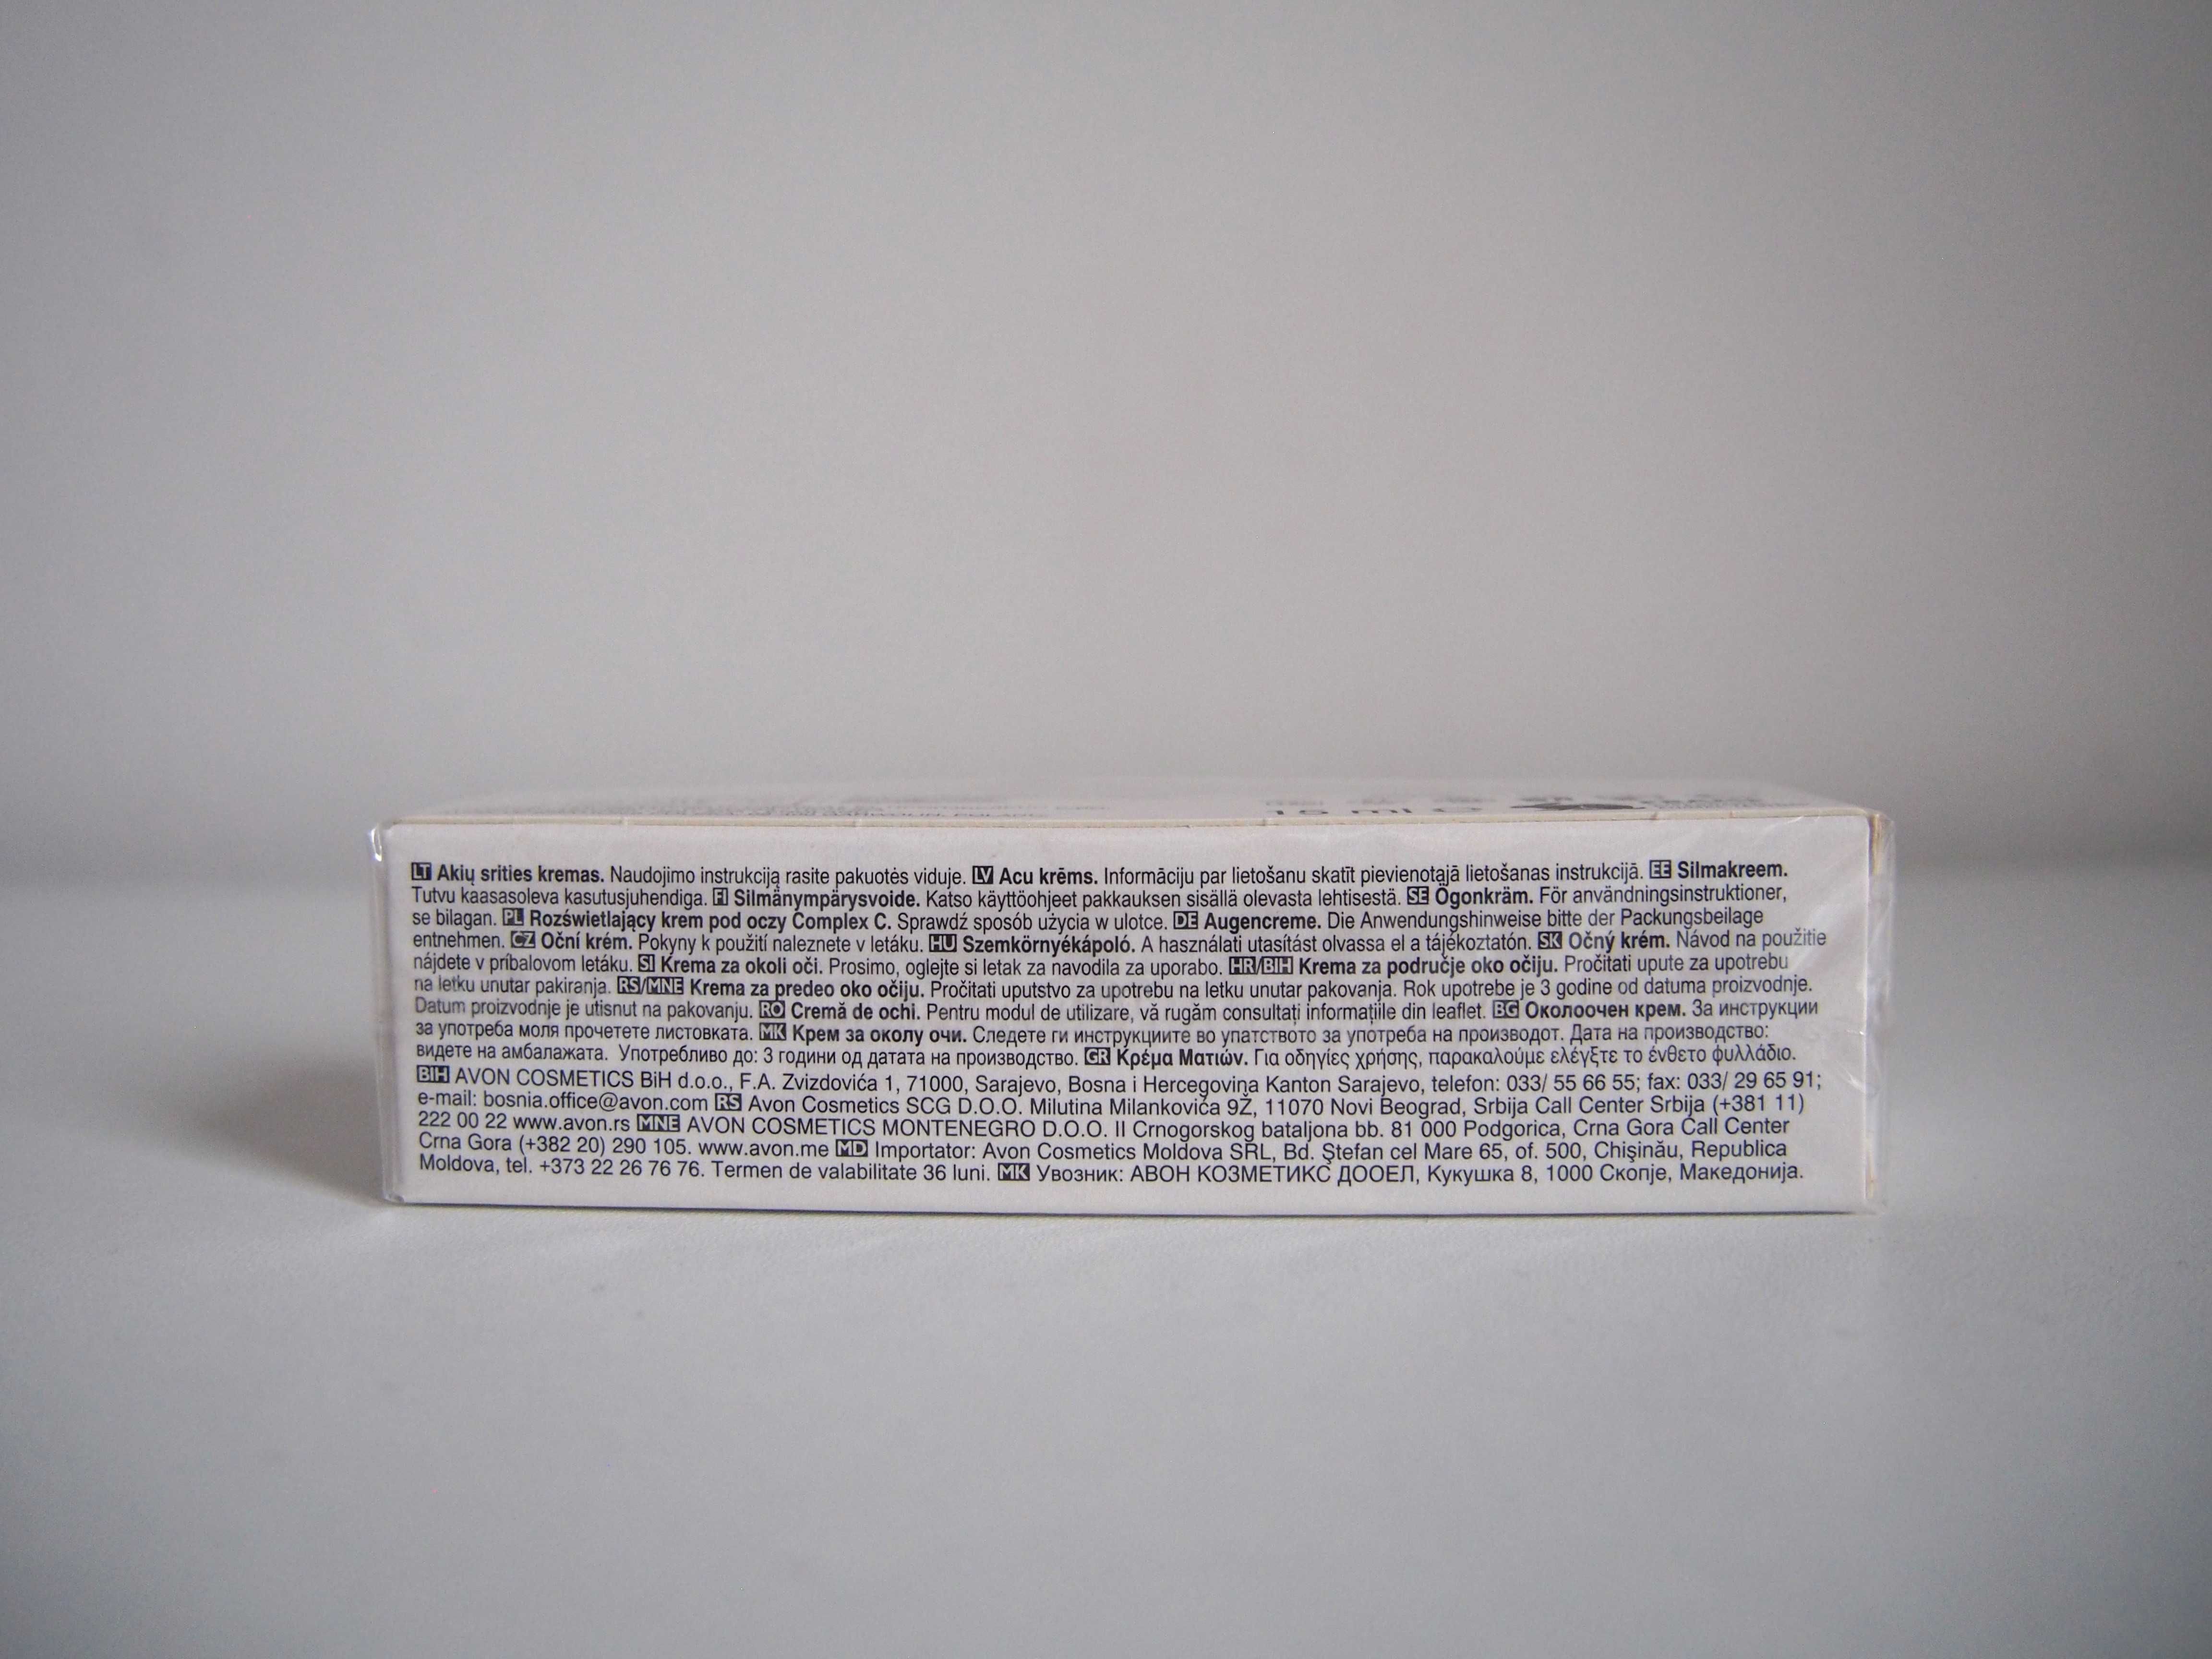 15 ml
LT Akių srities kremas. Naudojimo instrukciją rasite pakuotės viduje. LV Acu krēms. Informāciju par lietošanu skatīt pievienotajā lietošanas instrukcijā. EE Silmakreem.
Tutvu kaasasoleva kasutusjuhendiga. FI Silmänympärysvoide. Katso käyttöohjeet pakkauksen sisällä olevasta lehtisestä. SE Ögonkräm. För användningsinstruktioner,
se bilagan. PL Rozświetlający krem pod oczy Complex C. Sprawdź sposób użycia w ulotce. DE Augencreme. Die Anwendungshinweise bitte der Packungsbeilage
entnehmen. CZ Oční krém. Pokyny k použití naleznete v letáku. HU Szemkörnyékápoló. A használati utasítást olvassa el a tájékoztatón. SK Očný krém. Návod na použitie
nájdete v príbalovom letáku. SI Krema za okoli oči. Prosimo, oglejte si letak za navodila za uporabo. HR/BIH Krema za područje oko očiju. Pročitati upute za upotrebu
na letku unutar pakiranja. RS/MNE Krema za predeo oko očiju. Pročitati uputstvo za upotrebu na letku unutar pakovanja. Rok upotrebe je 3 godine od datuma proizvodnje.
Datum proizvodnje je utisnut na pakovanju. RO Cremă de ochi. Pentru modul de utilizare, vă rugăm consultați informațiile din leaflet. BG Околоочен крем. За инструкции
за употреба моля прочетете листовката. MK Крем за околу очи. Следете ги инструкциите во упатството за употреба на производот. Дата на производство:
видете на амбалажата. Употребливо до: 3 години од датата на производство. GR Κρέμα Ματιών. Για οδηγίες χρήσης, παρακαλούμε ελέγξτε το ένθετο φυλλάδιο.
BIH AVON COSMETICS BiH d.o.o., F.A. Zvizdovića 1, 71000, Sarajevo, Bosna i Hercegovina Kanton Sarajevo, telefon: 033/ 55 66 55; fax: 033/ 29 65 91;
e-mail: bosnia.office@avon.com RS Avon Cosmetics SCG D.O.O. Milutina Milankovića 9Ž, 11070 Novi Beograd, Srbija Call Center Srbija (+381 11)
222 00 22 www.avon.rs MNE AVON COSMETICS MONTENEGRO D.O.O. II Crnogorskog bataljona bb. 81 000 Podgorica, Crna Gora Call Center
Crna Gora (+382 20) 290 105. www.avon.me MD Importator: Avon Cosmetics Moldova SRL, Bd. Ştefan cel Mare 65, of. 500, Chişinău, Republica
Moldova, tel. +373 22 26 76 76. Termen de valabilitate 36 luni. MK Увозник: АВОН КОЗМЕТИКС ДООЕЛ, Кукушка 8, 1000 Скопје, Македонија.